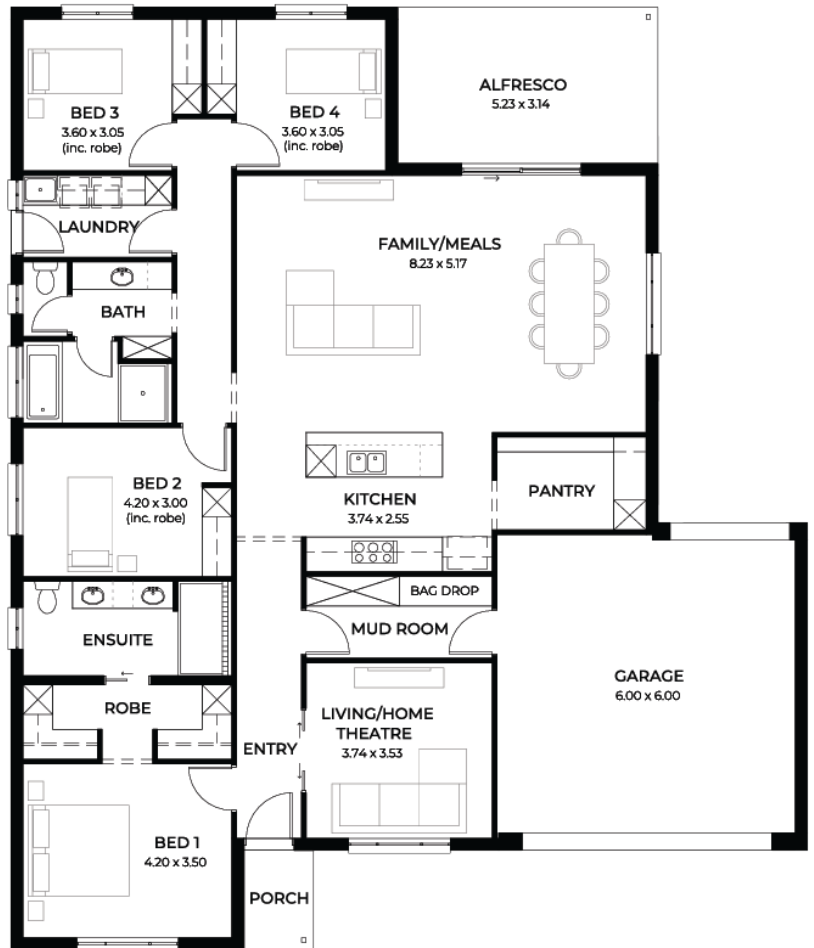 BED 3
3.60 x 3.05
(inc. robe)
BED 4
3.60 x 3.05
(inc. robe)
ALFRESCO
5.23 x 3.14
LAUNDRY
FAMILY/MEALS
8.23 x 5.17
BATH
BED 2
4.20 x 3.00
(inc. robe)
KITCHEN
3.74 x 2.55
PANTRY
BAG DROP
MUD ROOM
ENSUITE
GARAGE
6.00 x 6.00
ROBE
LIVING/HOME
THEATRE
3.74 x 3.53
ENTRY
BED 1
4.20 x 3.50
PORCH